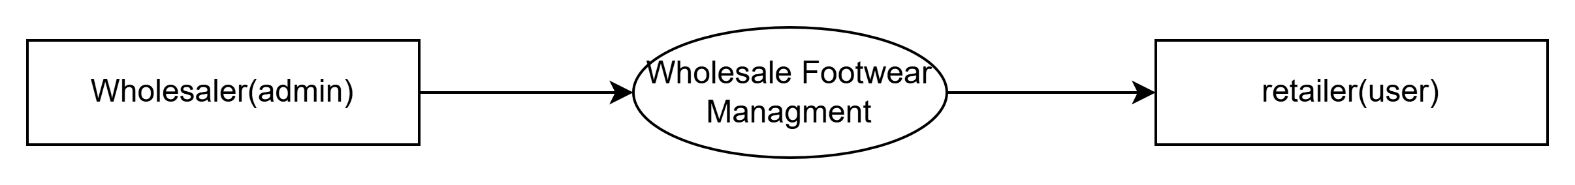 Wholesaler(admin)
Wholesale Footwear
Managment
retailer(user)